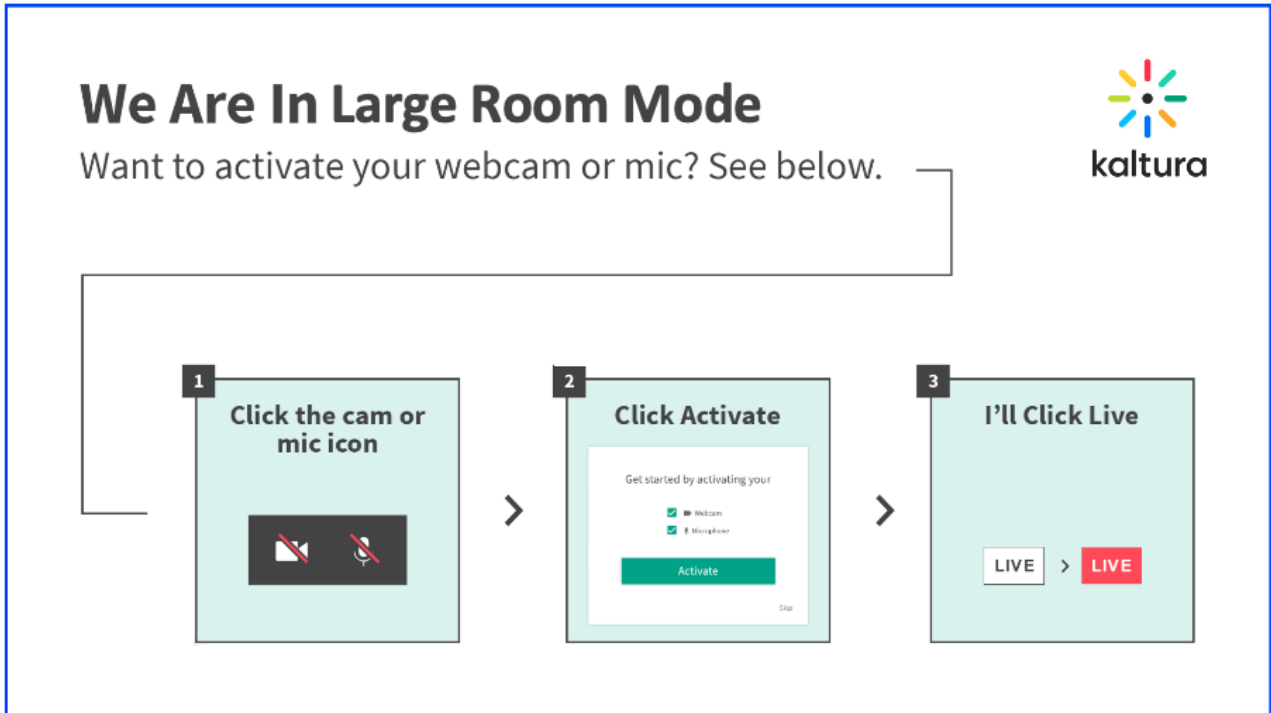 We Are In Large Room Mode
kaltura
Want to activate your webcam or mic? See below.
1
Click the cam or
mic icon
2
Click Activate
Get started by activating your
Webcam
Microphone
Activate
Skip
3
I'll Click Live
LIVE > LIVE